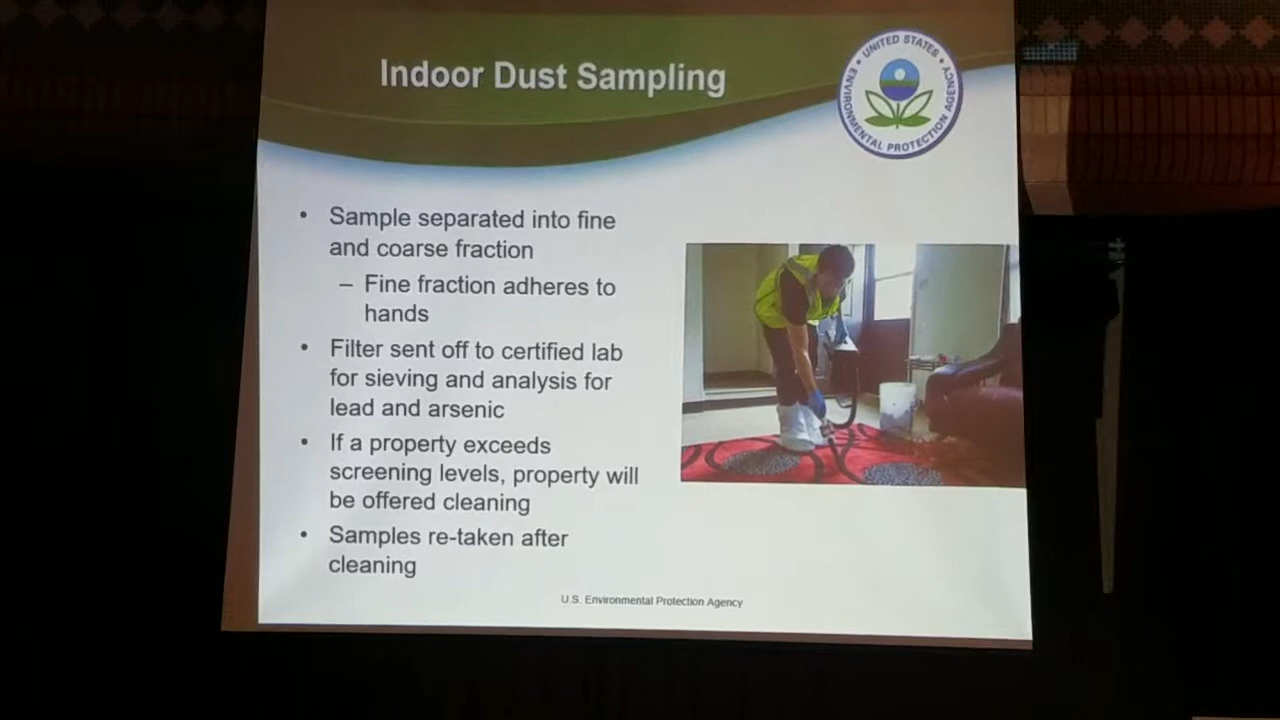 Indoor Dust Sampling
UNITED STATES
ENVIRONMENTAL PROTECTION AGENCY
• Sample separated into fine
and coarse fraction
– Fine fraction adheres to
hands
• Filter sent off to certified lab
for sieving and analysis for
lead and arsenic
• If a property exceeds
screening levels, property will
be offered cleaning
• Samples re-taken after
cleaning
U.S. Environmental Protection Agency